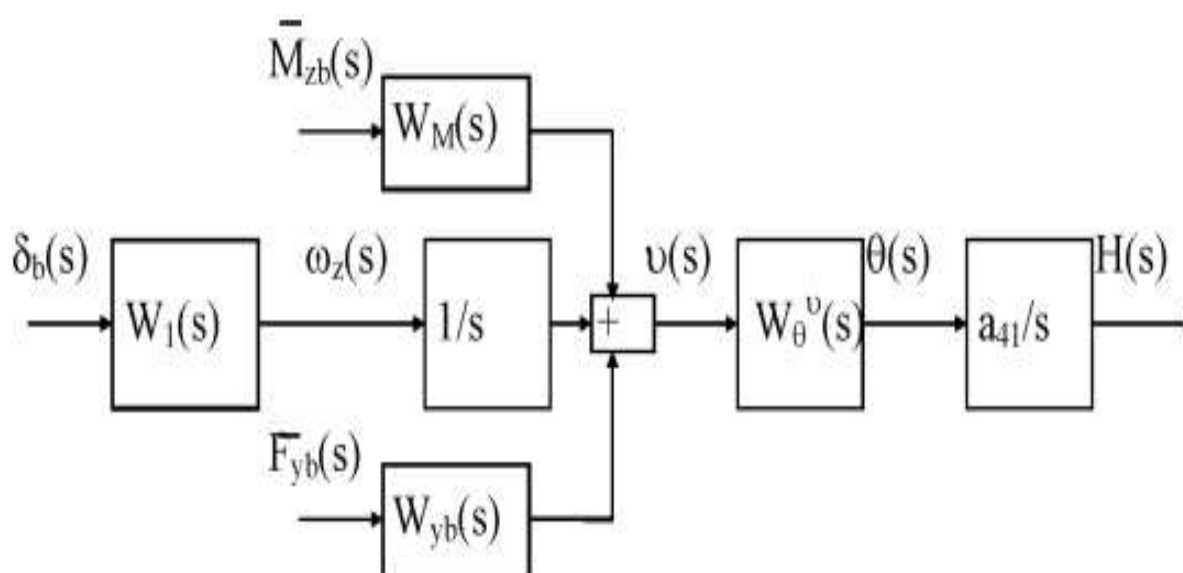 M̄zb(s)
WM(s)
δb(s)
W1(s)
ωz(s)
1/s
+
υ(s)
Wθυ(s)
θ(s)
a41/s
H(s)
F̄yb(s)
Wyb(s)